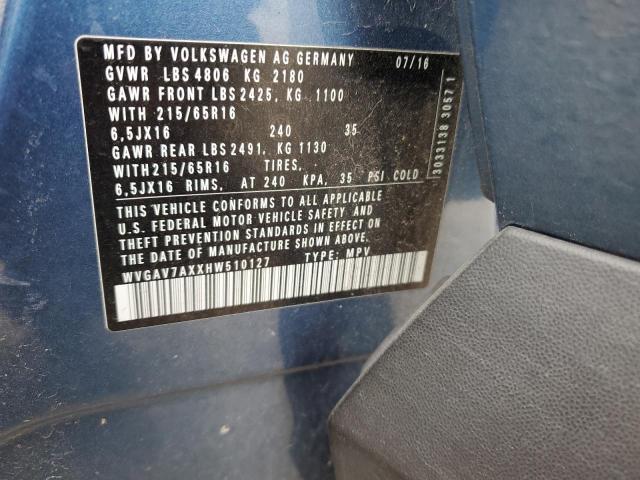 MFD BY VOLKSWAGEN AG GERMANY 07/16
GVWR LBS 4806 KG 2180
GAWR FRONT LBS 2425, KG 1100
WITH 215/65R16
6,5JX16 240 35
GAWR REAR LBS 2491, KG 1130
WITH215/65R16 TIRES,
6,5JX16 RIMS, AT 240 KPA, 35 PSI COLD
THIS VEHICLE CONFORMS TO ALL APPLICABLE
U.S. FEDERAL MOTOR VEHICLE SAFETY AND
THEFT PREVENTION STANDARDS IN EFFECT ON
THE DATE OF MANUFACTURE SHOWN ABOVE.
WVGAV7AXXHW510127 TYPE: MPV
3033138 3057 1